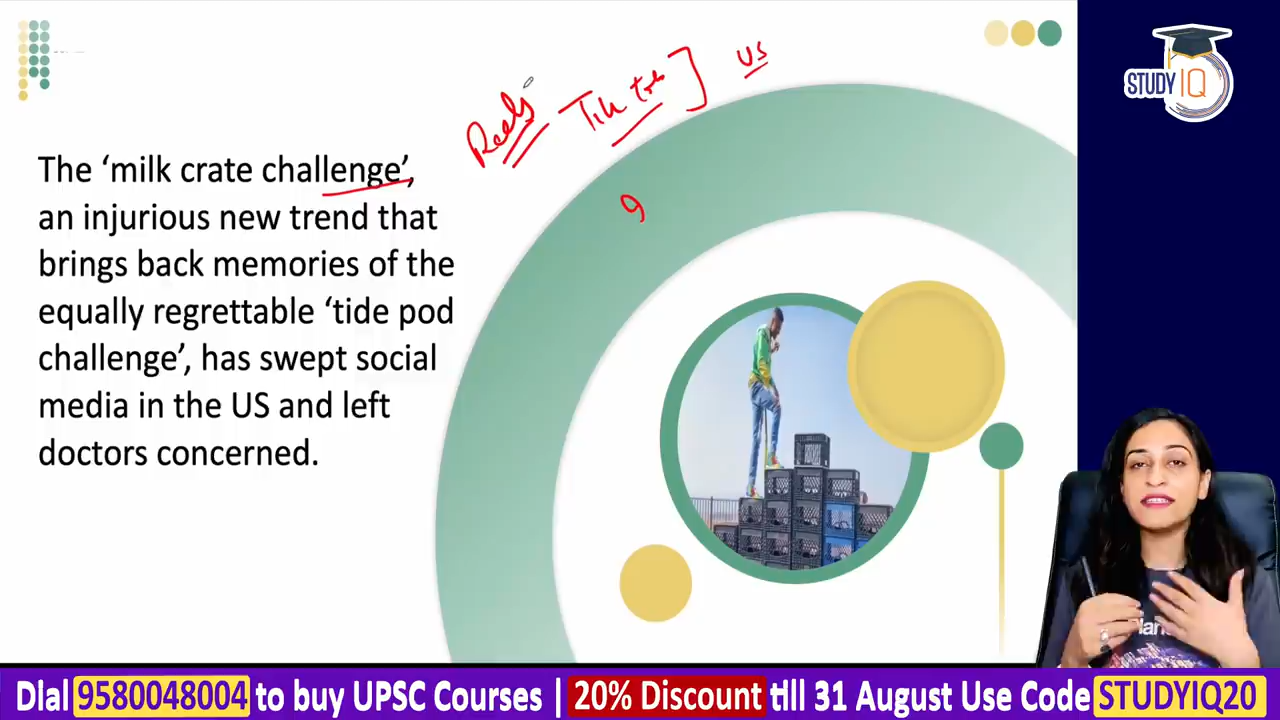 Reels Tik tok ] US
STUDY IQ
The ‘milk crate challenge’,
an injurious new trend that
brings back memories of the
equally regrettable ‘tide pod
challenge’, has swept social
media in the US and left
doctors concerned.
Dial 9580048004 to buy UPSC Courses | 20% Discount till 31 August Use Code STUDYIQ20